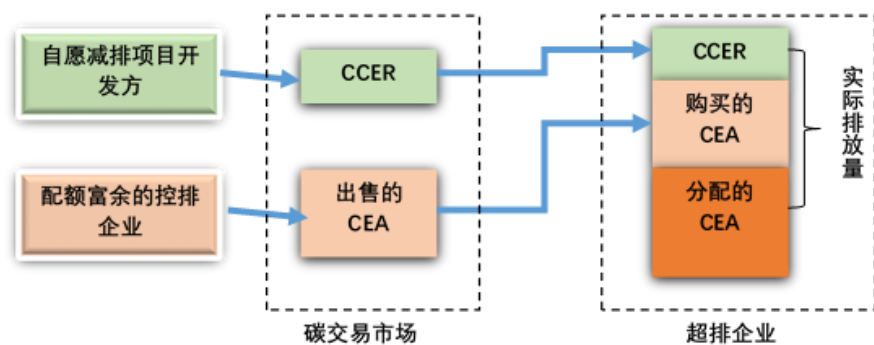 自愿减排项目开
发方
配额富余的控排
企业
CCER
出售的
CEA
碳交易市场
CCER
购买的
CEA
分配的
CEA
实际排放量
超排企业